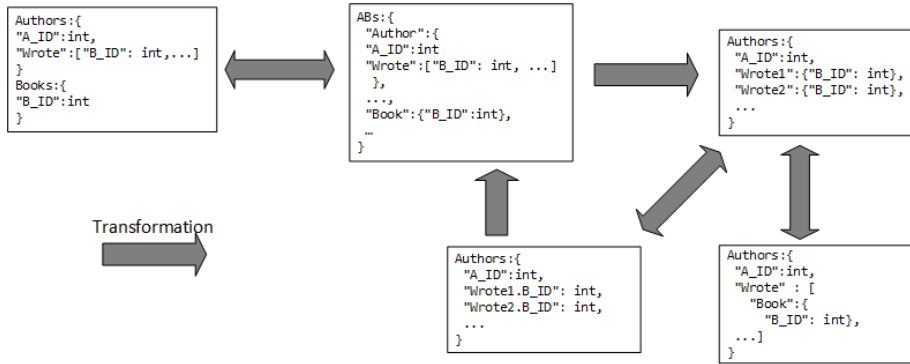 Authors:{
"A_ID":int,
"Wrote":["B_ID": int,...]
}
Books:{
"B_ID":int
}
ABs:{
"Author":{
"A_ID":int
"Wrote":["B_ID": int, ...]
},
...,
"Book":{"B_ID":int},
…
}
Authors:{
"A_ID":int,
"Wrote1":{"B_ID": int},
"Wrote2":{"B_ID": int},
...
}
Transformation
Authors:{
"A_ID":int,
"Wrote1.B_ID": int,
"Wrote2.B_ID": int,
...
}
Authors:{
"A_ID":int,
"Wrote" : [
"Book":{
"B_ID": int},
...]
}